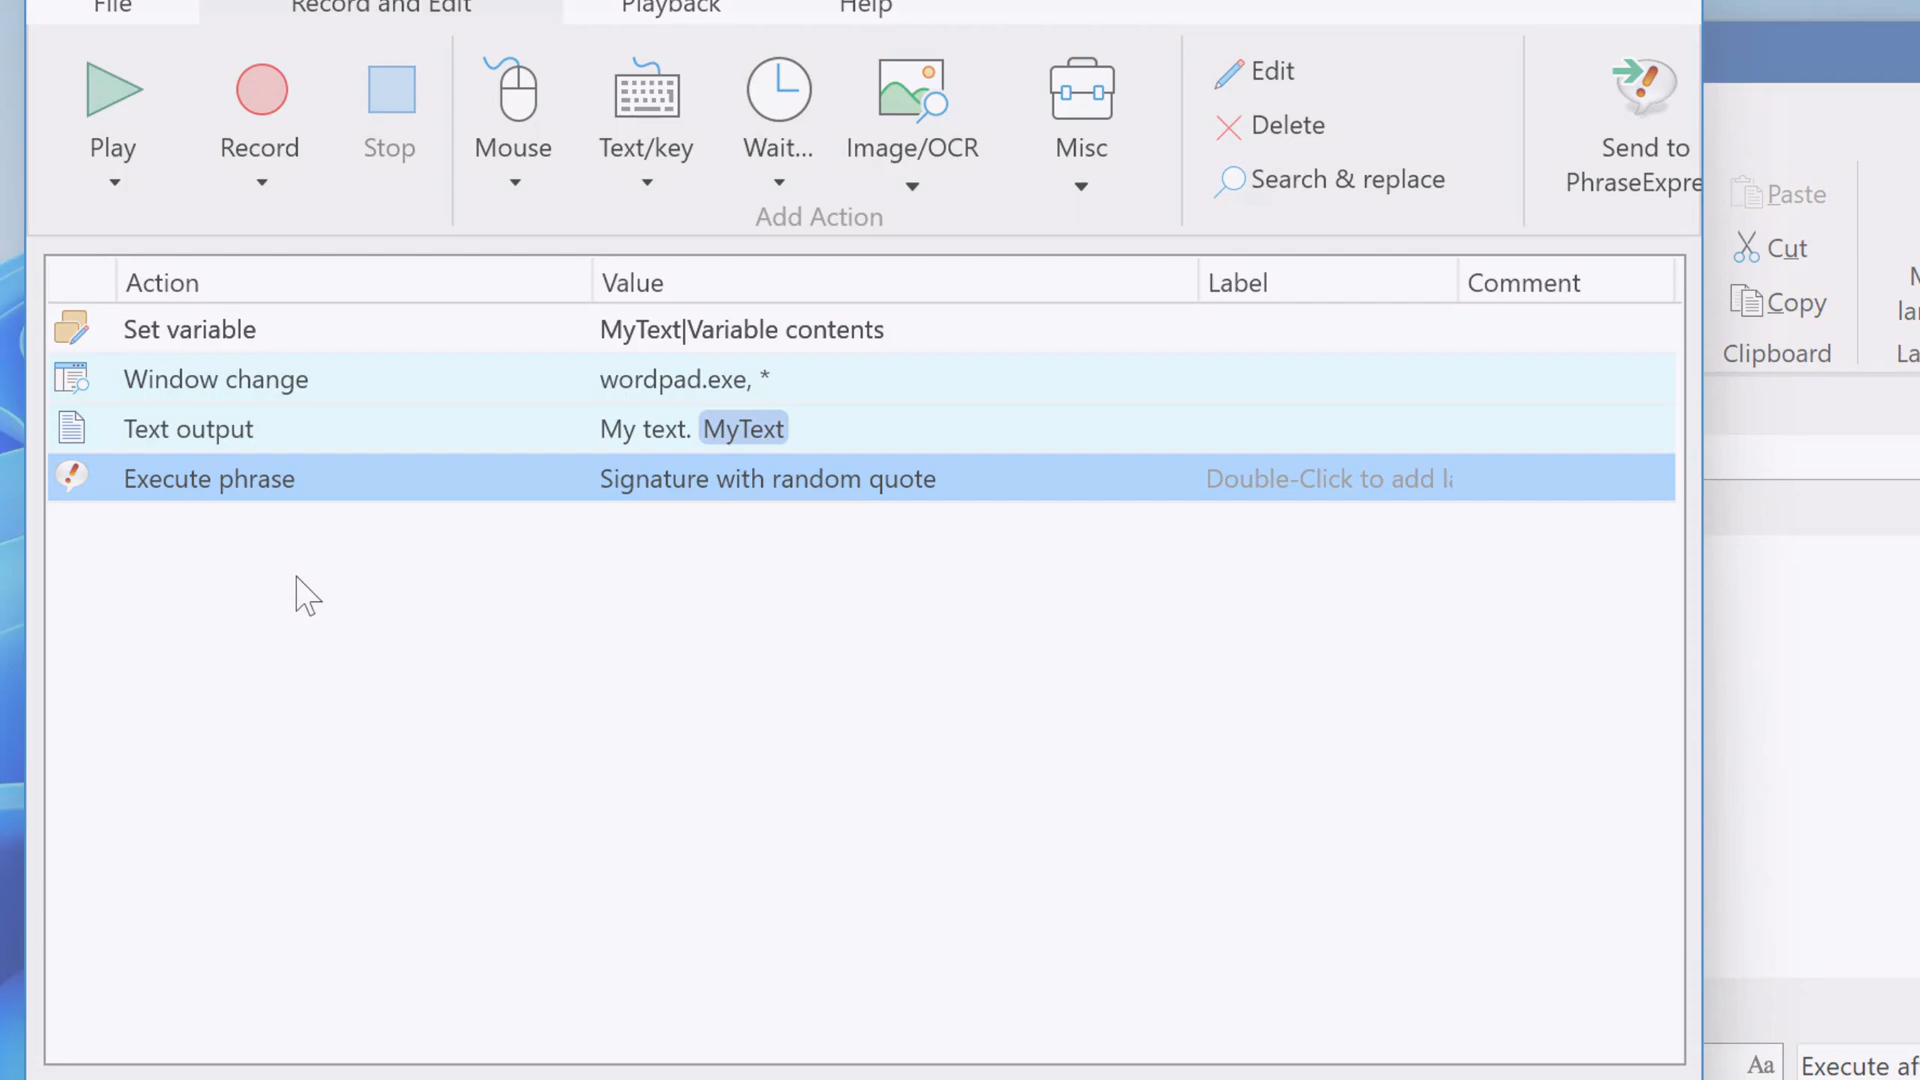 File Record and Edit Playback Help
Play Record Stop Mouse Text/key Wait... Image/OCR Misc
Add Action
Edit
Delete
Search & replace
Send to
PhraseExpre
Paste
Cut
Copy
Clipboard
Action Value Label Comment
Set variable MyText|Variable contents
Window change wordpad.exe, *
Text output My text. MyText
Execute phrase Signature with random quote Double-Click to add la
Aa Execute af